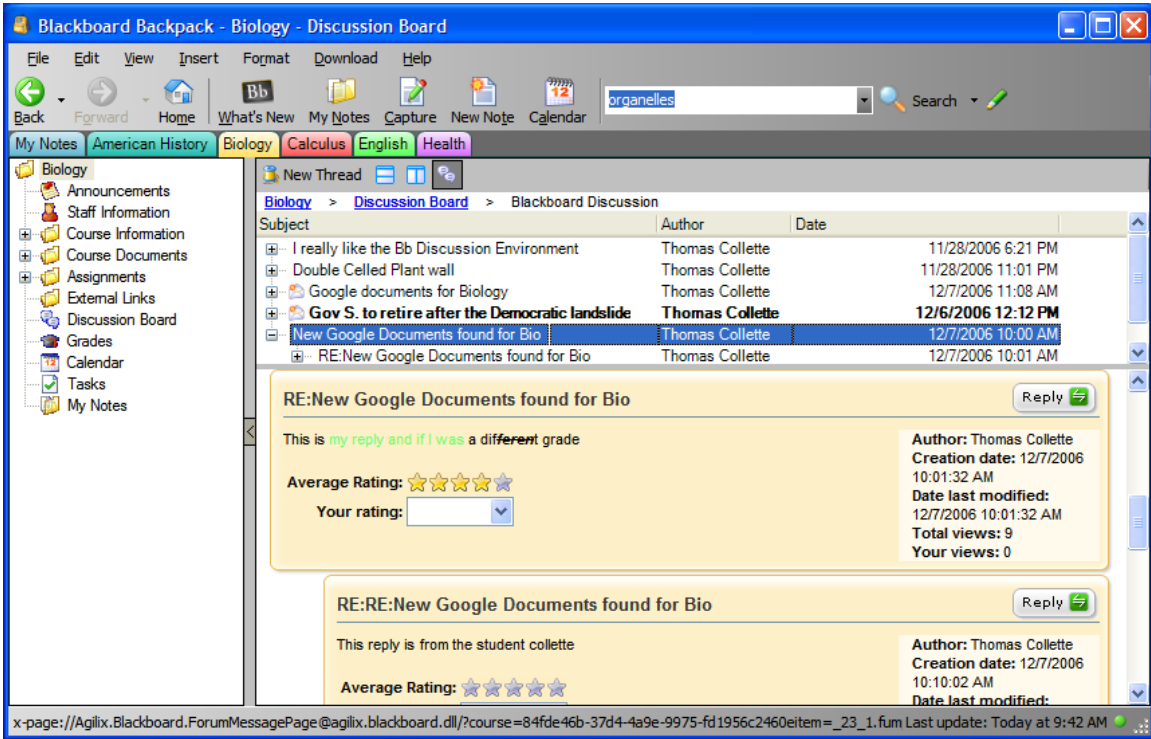 Blackboard Backpack - Biology - Discussion Board
File Edit View Insert Format Download Help
Back Forward Home What's New My Notes Capture New Note Calendar organelles Search
My Notes American History Biology Calculus English Health
Biology
Announcements
Staff Information
Course Information
Course Documents
Assignments
External Links
Discussion Board
Grades
Calendar
Tasks
My Notes
New Thread
Biology > Discussion Board > Blackboard Discussion
Subject Author Date
I really like the Bb Discussion Environment Thomas Collette 11/28/2006 6:21 PM
Double Celled Plant wall Thomas Collette 11/28/2006 11:01 PM
Google documents for Biology Thomas Collette 12/7/2006 11:08 AM
Gov S. to retire after the Democratic landslide Thomas Collette 12/6/2006 12:12 PM
New Google Documents found for Bio Thomas Collette 12/7/2006 10:00 AM
RE:New Google Documents found for Bio Thomas Collette 12/7/2006 10:01 AM
RE:New Google Documents found for Bio
Reply
This is my reply and if I was a different grade
Average Rating:
Your rating:
Author: Thomas Collette
Creation date: 12/7/2006
10:01:32 AM
Date last modified:
12/7/2006 10:01:32 AM
Total views: 9
Your views: 0
RE:RE:New Google Documents found for Bio
Reply
This reply is from the student collette
Average Rating:
Author: Thomas Collette
Creation date: 12/7/2006
10:10:02 AM
Date last modified:
x-page://Agilix.Blackboard.ForumMessagePage@agilix.blackboard.dll/?course=84fde46b-37d4-4a9e-9975-fd1956c2460eitem=_23_1.fum Last update: Today at 9:42 AM